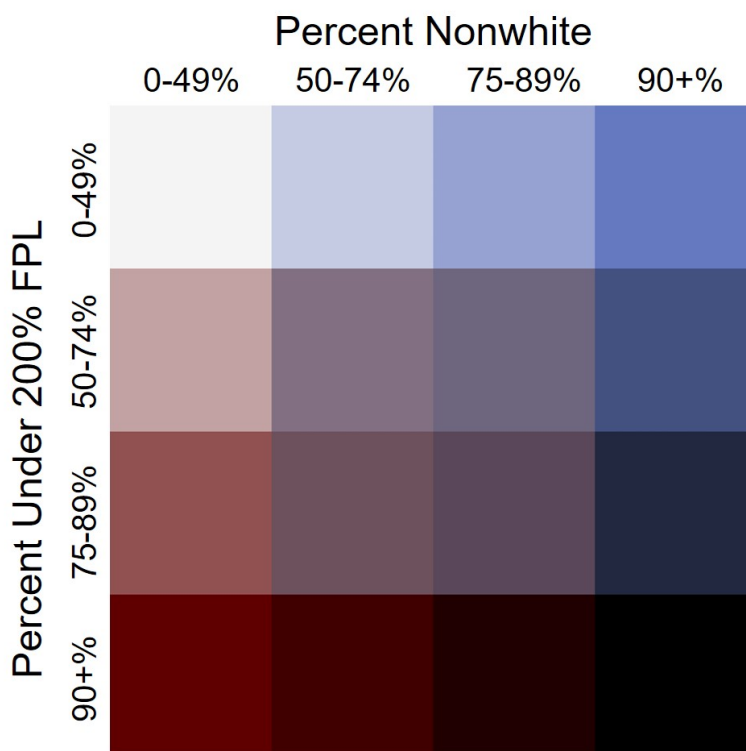 Percent Nonwhite
0-49% 50-74% 75-89% 90+%
Percent Under 200% FPL
0-49%
50-74%
75-89%
90+%